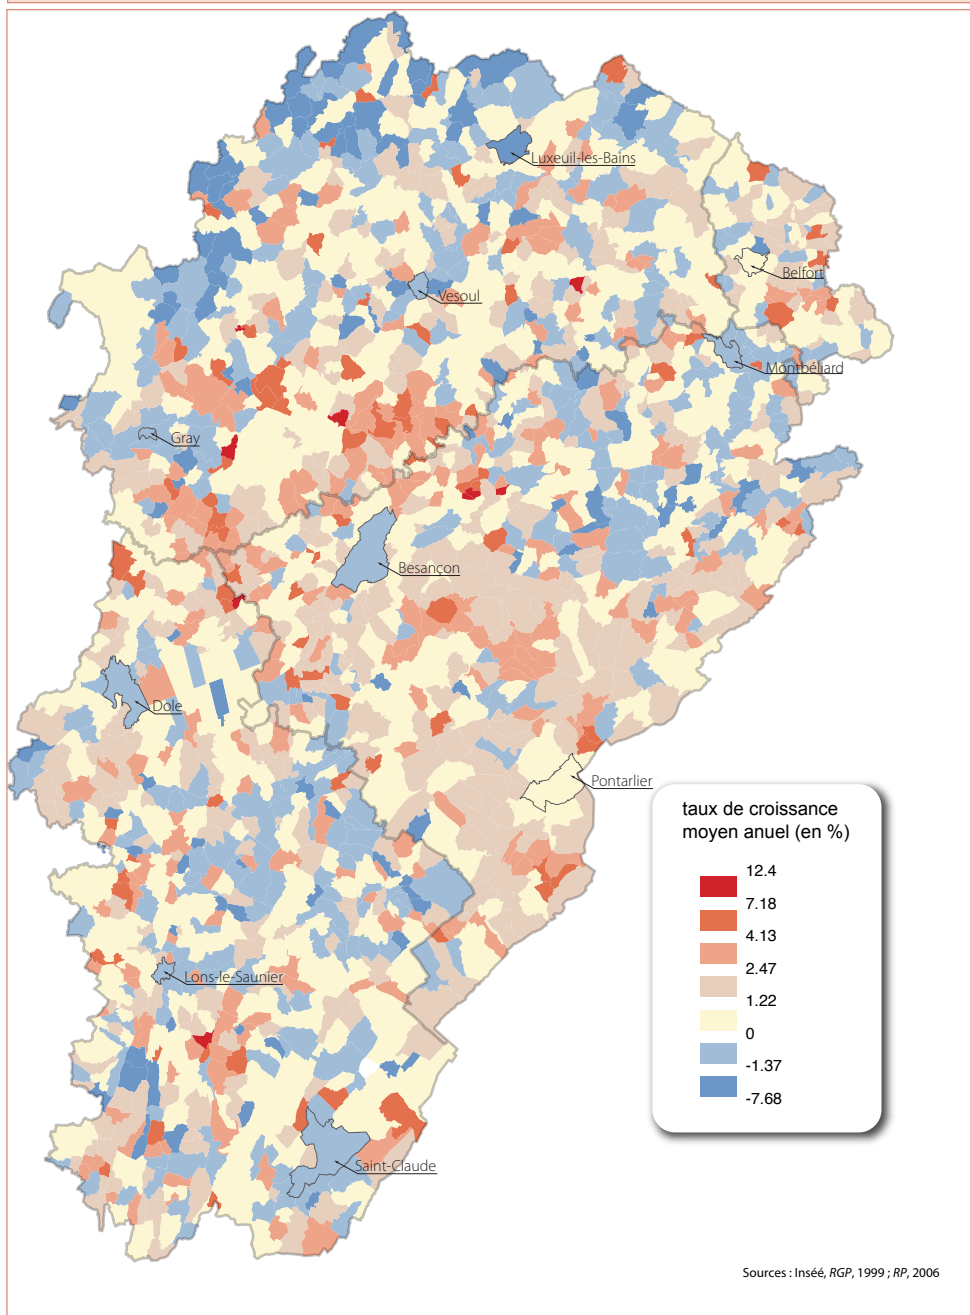 Luxeuil-les-Bains
Belfort
Vesoul
Montbéliard
Gray
Besançon
Dole
Pontarlier
Lons-le-Saunier
Saint-Claude
taux de croissance
moyen anuel (en %)
12.4
7.18
4.13
2.47
1.22
0
-1.37
-7.68
Sources : Inséé, RGP, 1999 ; RP, 2006